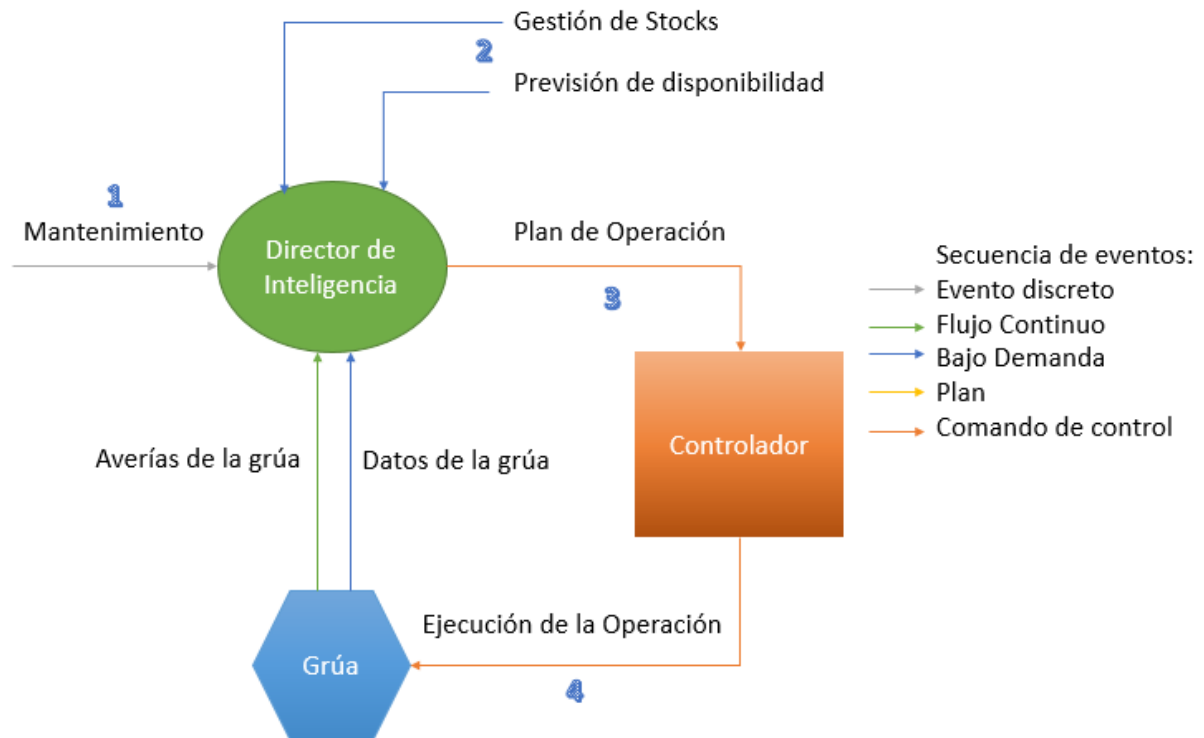 Gestión de Stocks
2
Previsión de disponibilidad
1
Mantenimiento
Director de
Inteligencia
Plan de Operación
3
Secuencia de eventos:
Evento discreto
Flujo Continuo
Bajo Demanda
Plan
Comando de control
Controlador
Averías de la grúa
Datos de la grúa
Ejecución de la Operación
Grúa
4